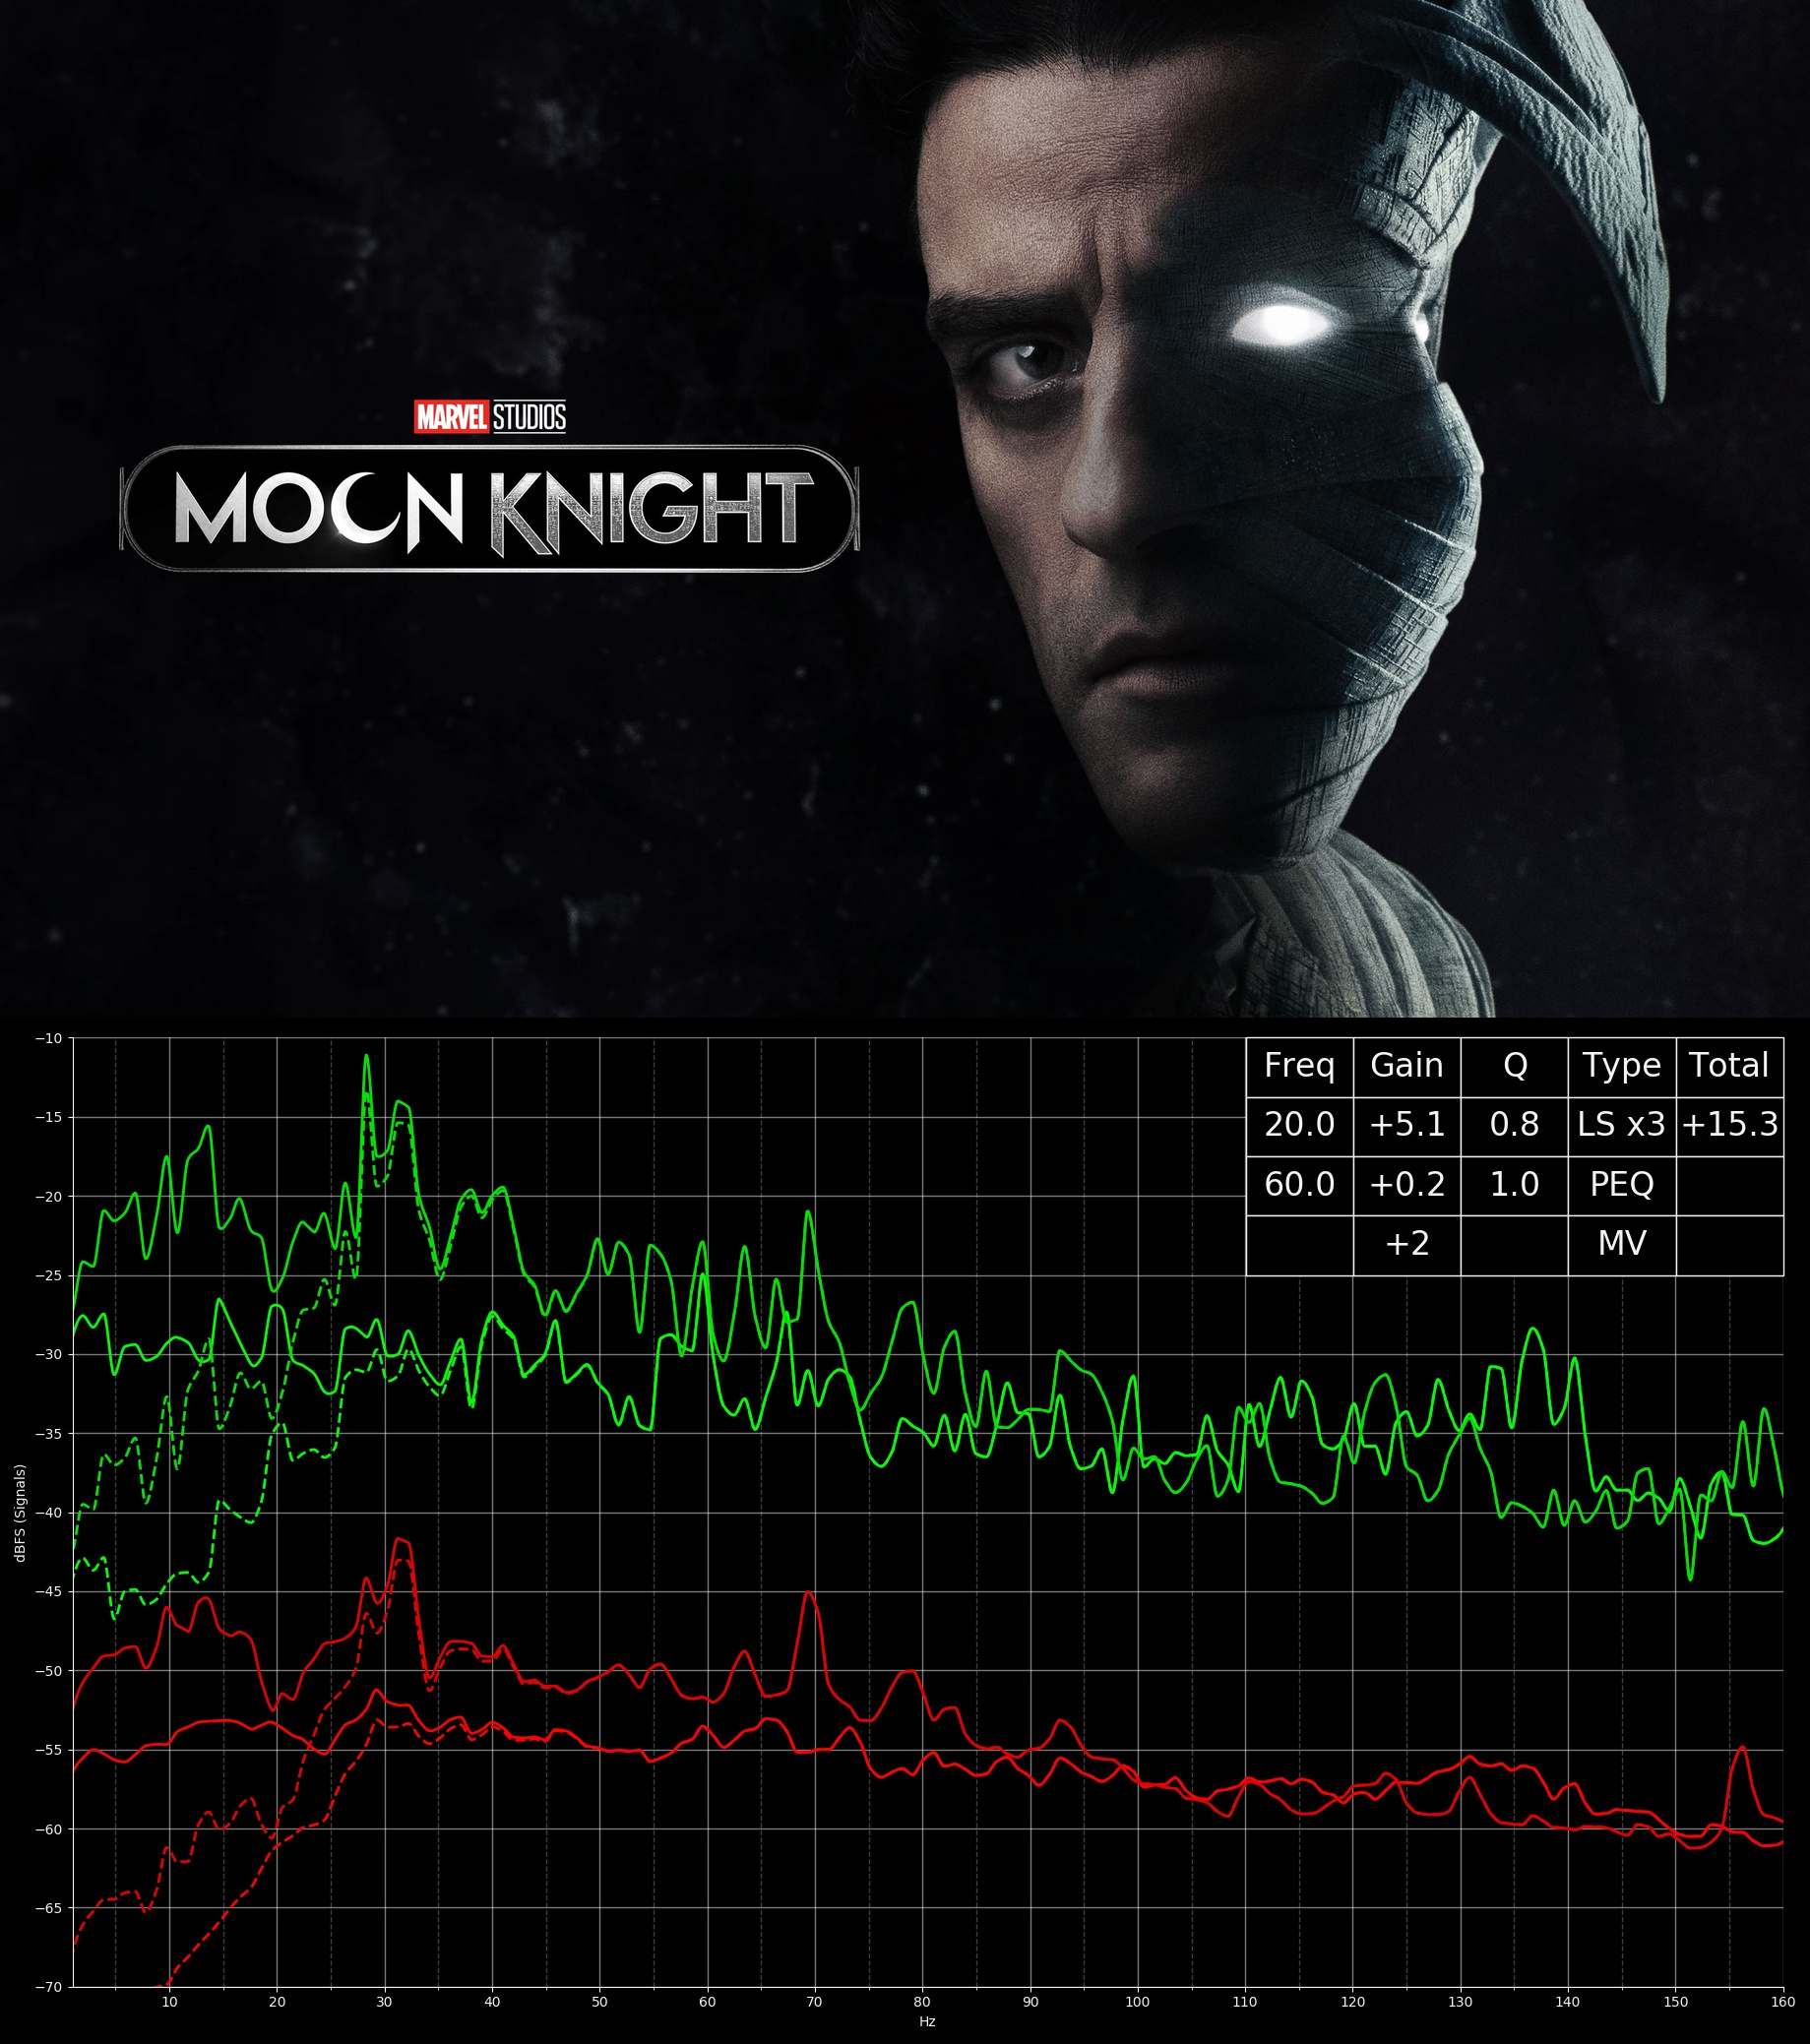 MARVEL STUDIOS
MOON KNIGHT
Freq Gain Q Type Total
20.0 +5.1 0.8 LS x3 +15.3
60.0 +0.2 1.0 PEQ
+2 MV
−10
−15
−20
−25
−30
−35
−40
−45
−50
−55
−60
−65
−70
dBFS (Signals)
10 20 30 40 50 60 70 80 90 100 110 120 130 140 150 160
Hz